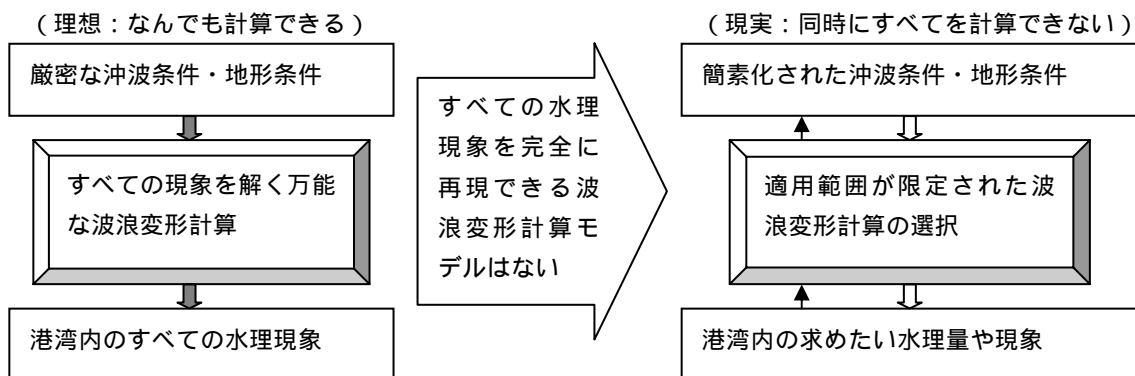 （理想：なんでも計算できる）
厳密な沖波条件・地形条件
すべての現象を解く万能
な波浪変形計算
港湾内のすべての水理現象
すべての水理
現象を完全に
再現できる波
浪変形計算モ
デルはない
（現実：同時にすべてを計算できない）
簡素化された沖波条件・地形条件
適用範囲が限定された波
浪変形計算の選択
港湾内の求めたい水理量や現象